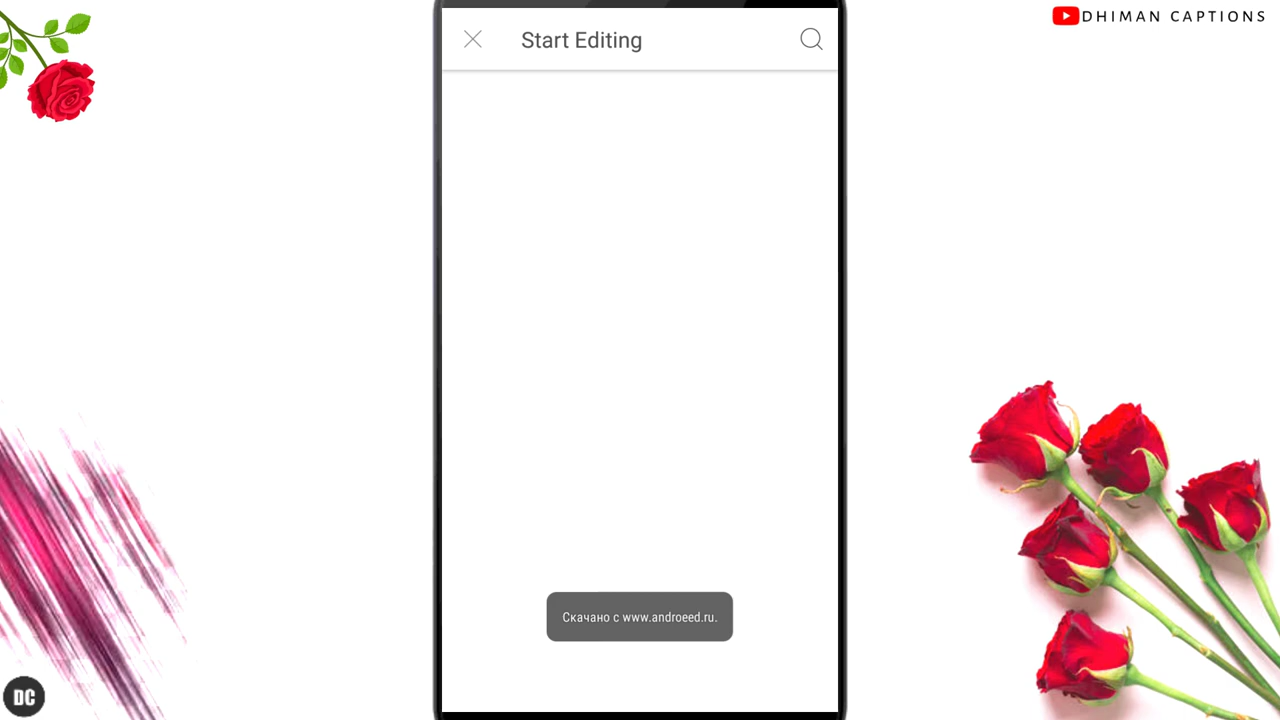 DHIMAN CAPTIONS
Start Editing
Скачано с www.androeed.ru.
DC